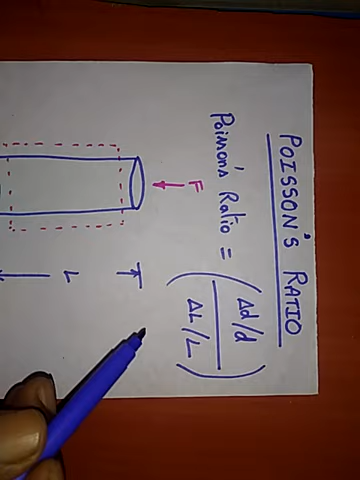 POISSON'S RATIO
Poisson's Ratio = (Δd/d / ΔL/L)
F
L